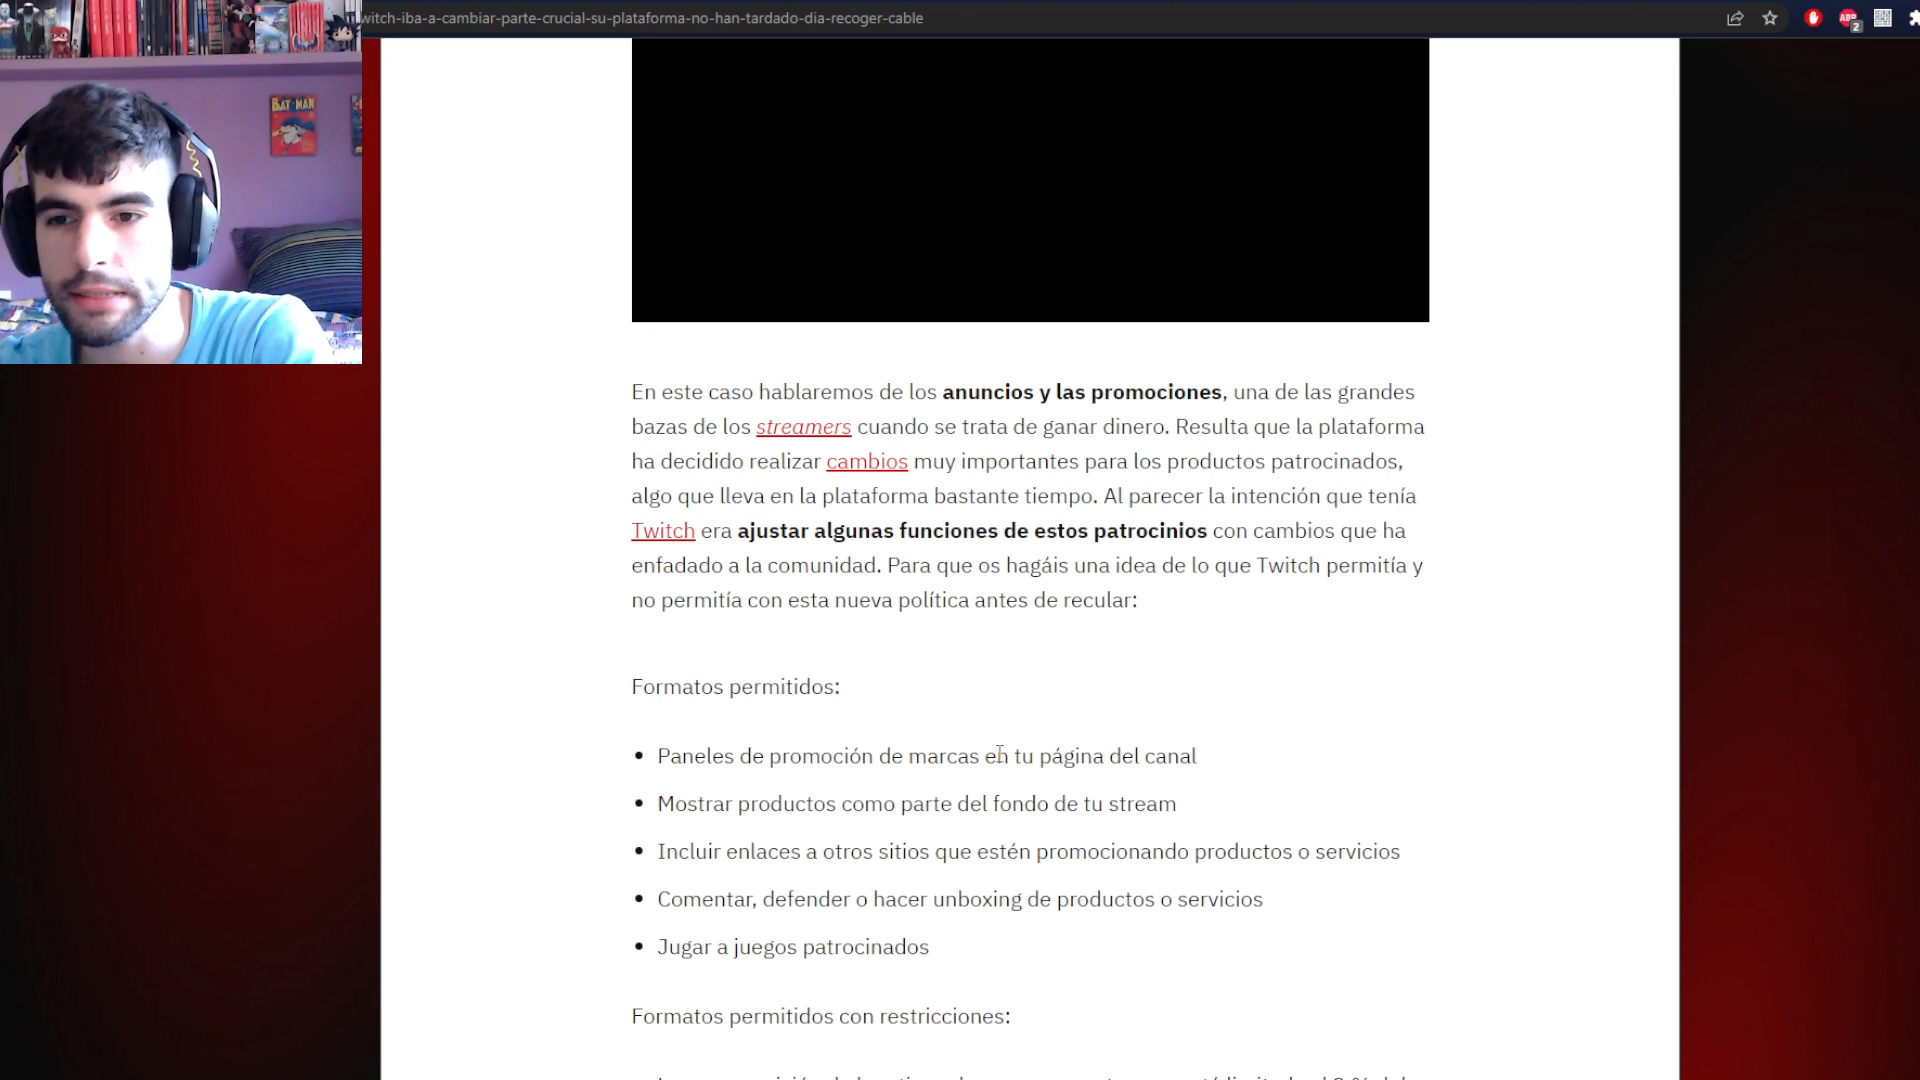 witch-iba-a-cambiar-parte-crucial-su-plataforma-no-han-tardado-dia-recoger-cable
ABP
2
BATMAN
En este caso hablaremos de los anuncios y las promociones, una de las grandes
bazas de los streamers cuando se trata de ganar dinero. Resulta que la plataforma
ha decidido realizar cambios muy importantes para los productos patrocinados,
algo que lleva en la plataforma bastante tiempo. Al parecer la intención que tenía
Twitch era ajustar algunas funciones de estos patrocinios con cambios que ha
enfadado a la comunidad. Para que os hagáis una idea de lo que Twitch permitía y
no permitía con esta nueva política antes de recular:
Formatos permitidos:
• Paneles de promoción de marcas en tu página del canal
• Mostrar productos como parte del fondo de tu stream
• Incluir enlaces a otros sitios que estén promocionando productos o servicios
• Comentar, defender o hacer unboxing de productos o servicios
• Jugar a juegos patrocinados
Formatos permitidos con restricciones: